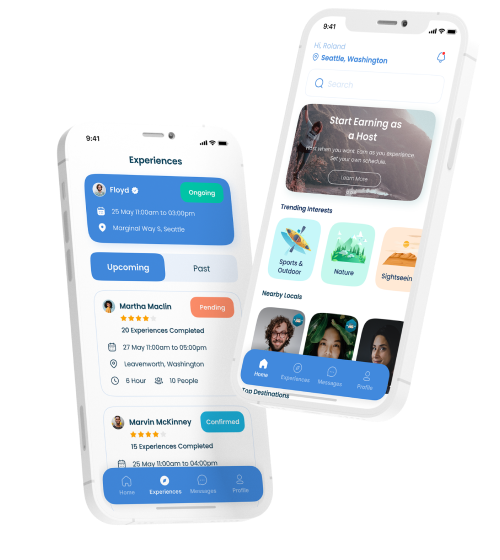 9:41
Hi, Roland
Seattle, Washington
Search
Start Earning as
a Host
Host when you want. Earn as you experience.
Set your own schedule.
Learn More
Trending Interests
Sports &
Outdoor
Nature
Sightseein
Nearby Locals
Home
Experiences
Messages
Profile
Top Destinations
9:41
Experiences
Floyd
Ongoing
25 May 11:00am to 03:00pm
Marginal Way S, Seattle
Upcoming
Past
Martha Maclin
Pending
20 Experiences Completed
27 May 11:00am to 05:00pm
Leavenworth, Washington
6 Hour
10 People
Marvin McKinney
Confirmed
15 Experiences Completed
25 May 11:00am to 04:00pm
Home
Experiences
Messages
Profile